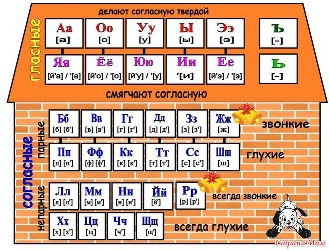 делают согласную твердой
гласные
Аа Оо Уу Ы Ээ Ъ
[а] [о] [у] [ы] [э] [–]
Яя Ёё Юю Ии Ее Ь
[й'а] / ['а] [й'о] / ['о] [й'у] / ['у] ['и] [й'э] / ['э] [–]
смягчают согласную
согласные
парные
Бб Вв Гг Дд Зз Жж звонкие
Пп Фф Кк Тт Сс Шш глухие
непарные
Лл Мм Нн Йй Рр всегда звонкие
Хх Цц Чч Щщ всегда глухие